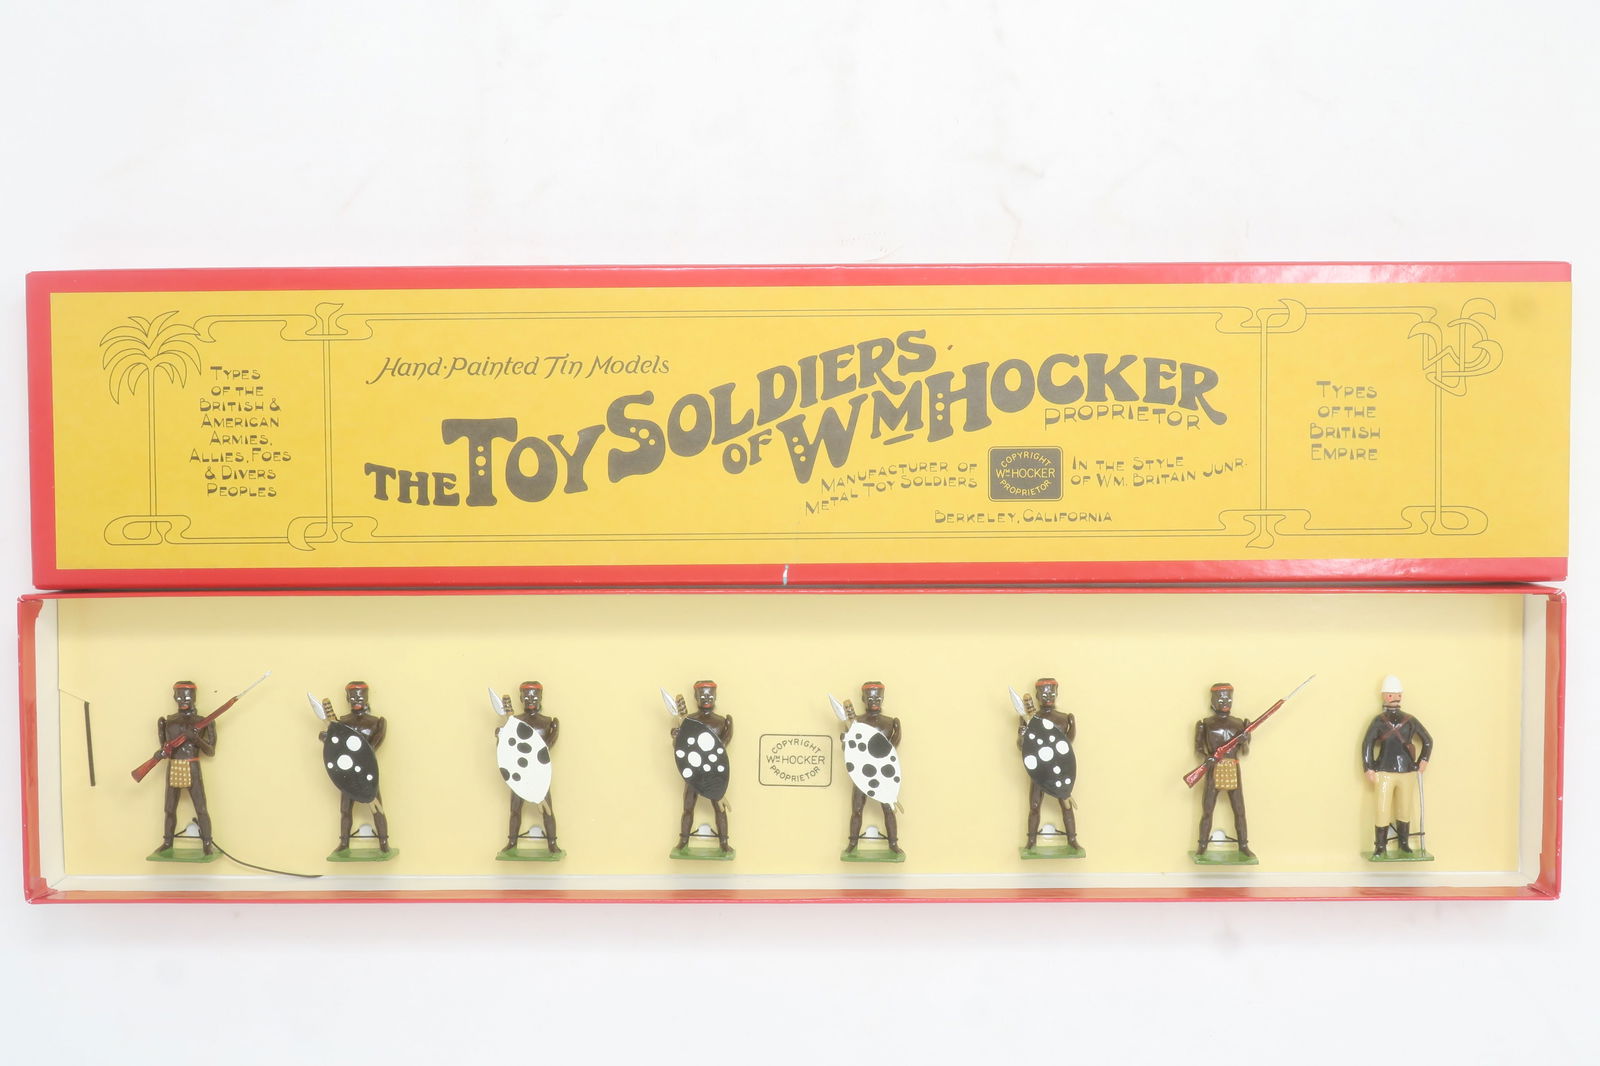 TYPES
OF THE
BRITISH &
AMERICAN
ARMIES,
ALLIES, FOES
& DIVERS
PEOPLES
Hand-Painted Tin Models
THE TOY SOLDIERS
OF WM HOCKER
PROPRIETOR
MANUFACTURER OF
METAL TOY SOLDIERS
COPYRIGHT
WM HOCKER
PROPRIETOR
IN THE STYLE
OF WM. BRITAIN JUNR.
BERKELEY, CALIFORNIA
TYPES
OF THE
BRITISH
EMPIRE
COPYRIGHT
WM HOCKER
PROPRIETOR